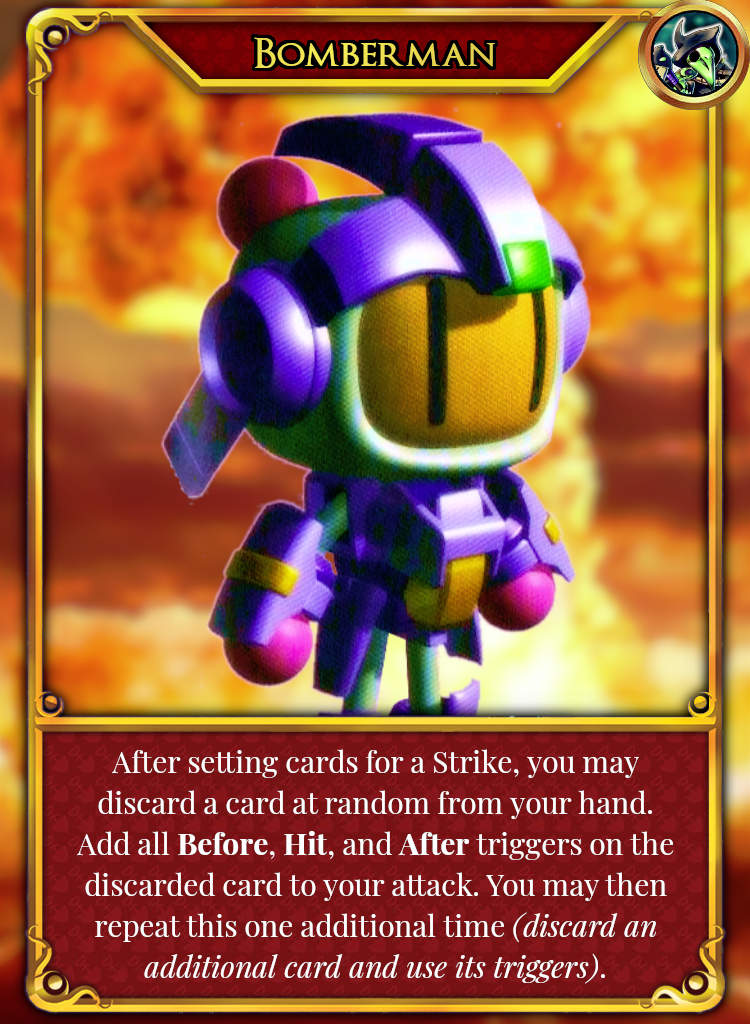 Bomberman
After setting cards for a Strike, you may
discard a card at random from your hand.
Add all Before, Hit, and After triggers on the
discarded card to your attack. You may then
repeat this one additional time (discard an
additional card and use its triggers).